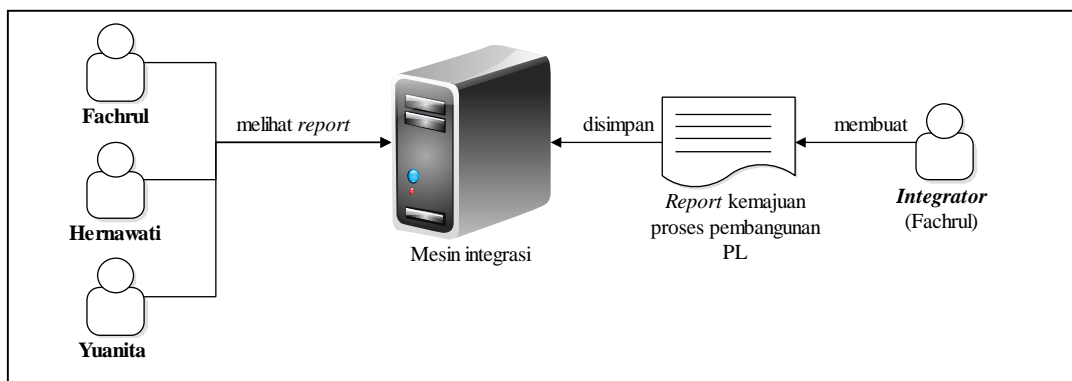 Fachrul
melihat report
Hernawati
Yuanita
Mesin integrasi
disimpan
Report kemajuan
proses pembangunan
PL
membuat
Integrator
(Fachrul)